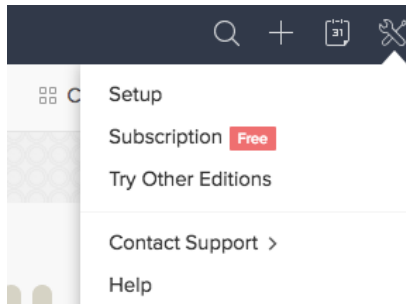 31
C
Setup
Subscription Free
Try Other Editions
Contact Support >
Help